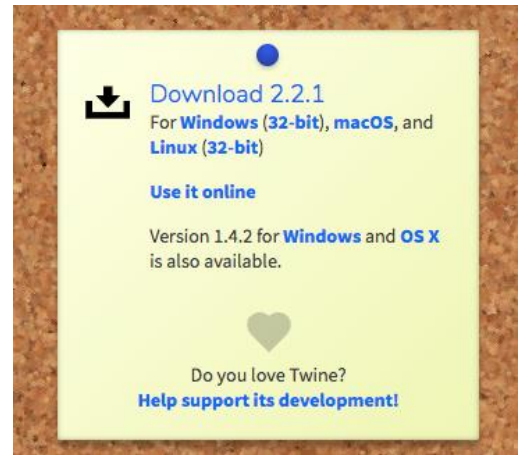 Download 2.2.1
For Windows (32-bit), macOS, and
Linux (32-bit)
Use it online
Version 1.4.2 for Windows and OS X
is also available.
Do you love Twine?
Help support its development!